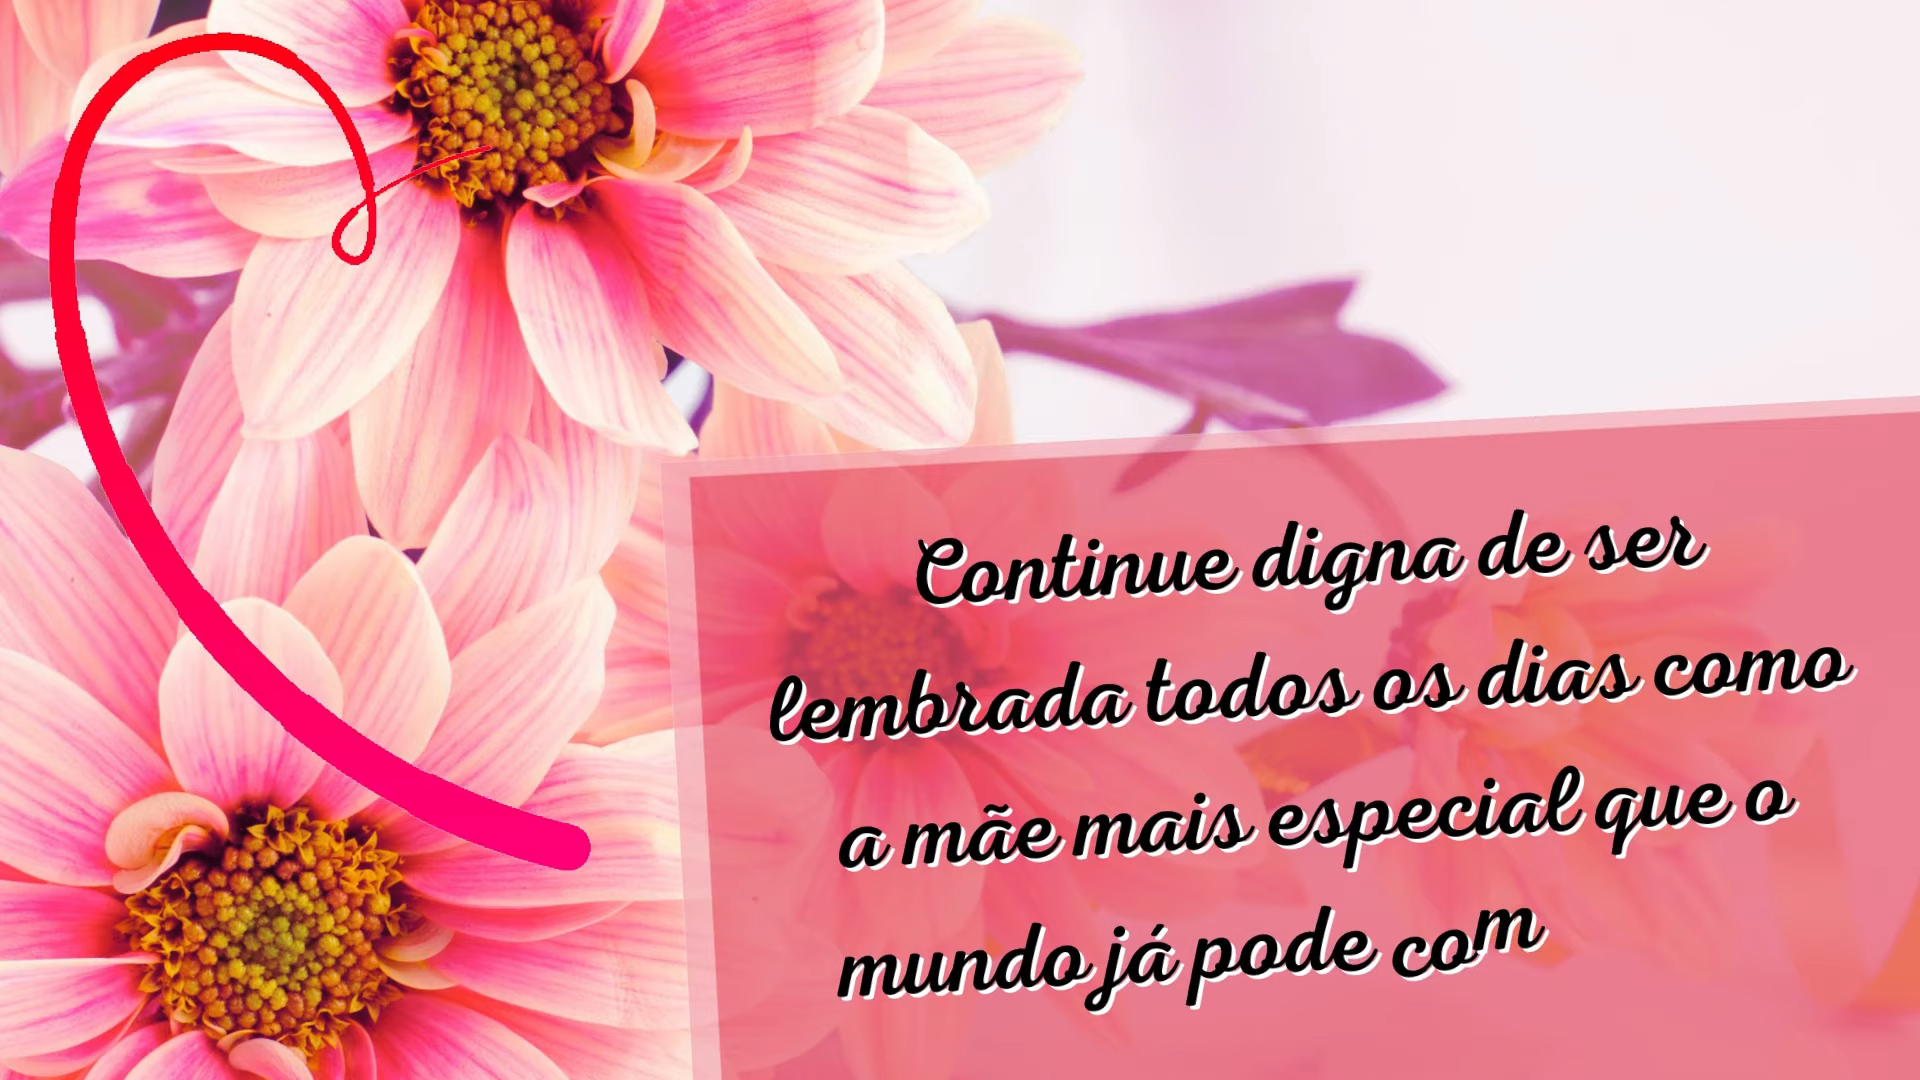 Continue digna de ser
lembrada todos os dias como
a mãe mais especial que o
mundo já pode com